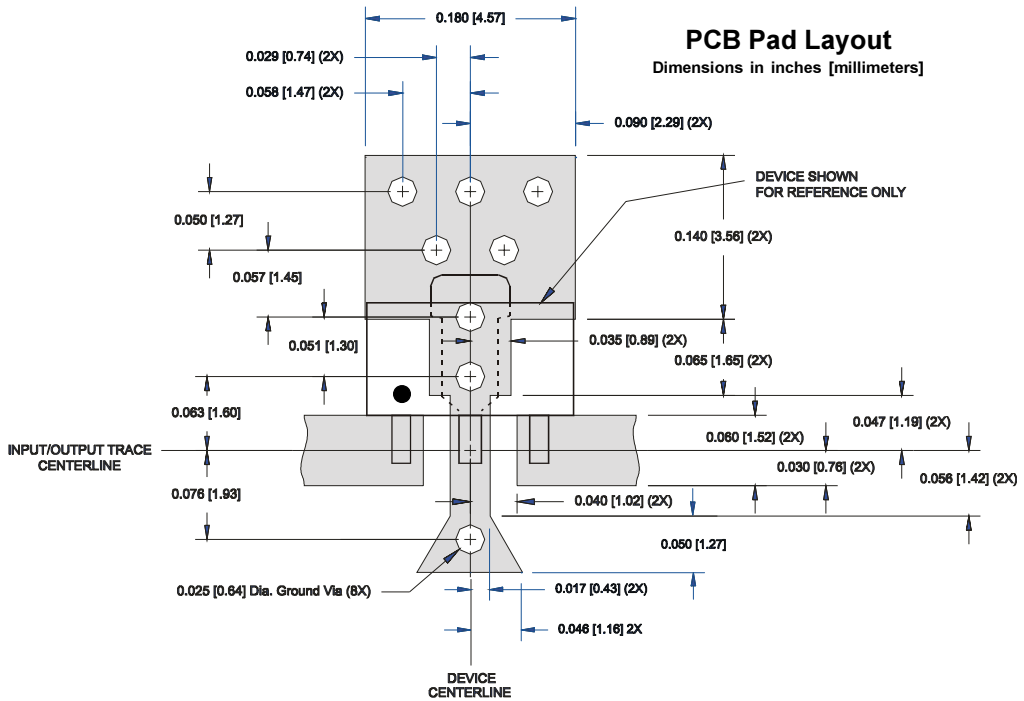 0.180 [4.57]
PCB Pad Layout
Dimensions in inches [millimeters]
0.029 [0.74] (2X)
0.058 [1.47] (2X)
0.090 [2.29] (2X)
DEVICE SHOWN
FOR REFERENCE ONLY
0.050 [1.27]
0.140 [3.56] (2X)
0.057 [1.45]
0.051 [1.30]
0.035 [0.89] (2X)
0.065 [1.65] (2X)
0.063 [1.60]
0.047 [1.19] (2X)
0.060 [1.52] (2X)
INPUT/OUTPUT TRACE
CENTERLINE
0.030 [0.76] (2X)
0.056 [1.42] (2X)
0.076 [1.93]
0.040 [1.02] (2X)
0.050 [1.27]
0.025 [0.64] Dia. Ground Via (8X)
0.017 [0.43] (2X)
0.046 [1.16] 2X
DEVICE
CENTERLINE